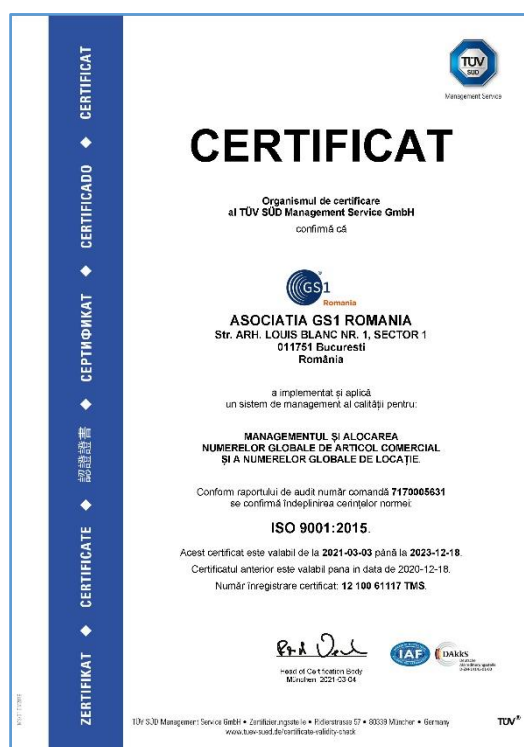 TÜV
SÜD
Management Service
CERTIFICAT
Organismul de certificare
al TÜV SÜD Management Service GmbH
confirmă că
GS1
Romania
ASOCIATIA GS1 ROMANIA
Str. ARH. LOUIS BLANC NR. 1, SECTOR 1
011751 Bucuresti
România
a implementat și aplică
un sistem de management al calității pentru:
MANAGEMENTUL ȘI ALOCAREA
NUMERELOR GLOBALE DE ARTICOL COMERCIAL
ȘI A NUMERELOR GLOBALE DE LOCAȚIE.
Conform raportului de audit număr comandă 7170005631
se confirmă îndeplinirea cerințelor normei:
ISO 9001:2015.
Acest certificat este valabil de la 2021-03-03 până la 2023-12-18.
Certificatul anterior este valabil pana in data de 2020-12-18.
Număr înregistrare certificat: 12 100 61117 TMS.
Head of Certification Body
München, 2021-03-04
IAF
DAkkS
Deutsche
Akkreditierungsstelle
TÜV SÜD Management Service GmbH • Zertifizierungsstelle • Ridlerstrasse 57 • 80339 München • Germany
www.tuev-sued.de/certificate-validity-check
TÜV®
ZERTIFIKAT ◆ CERTIFICATE ◆ 認證證書 ◆ СЕРТИФИКАТ ◆ CERTIFICADO ◆ CERTIFICAT